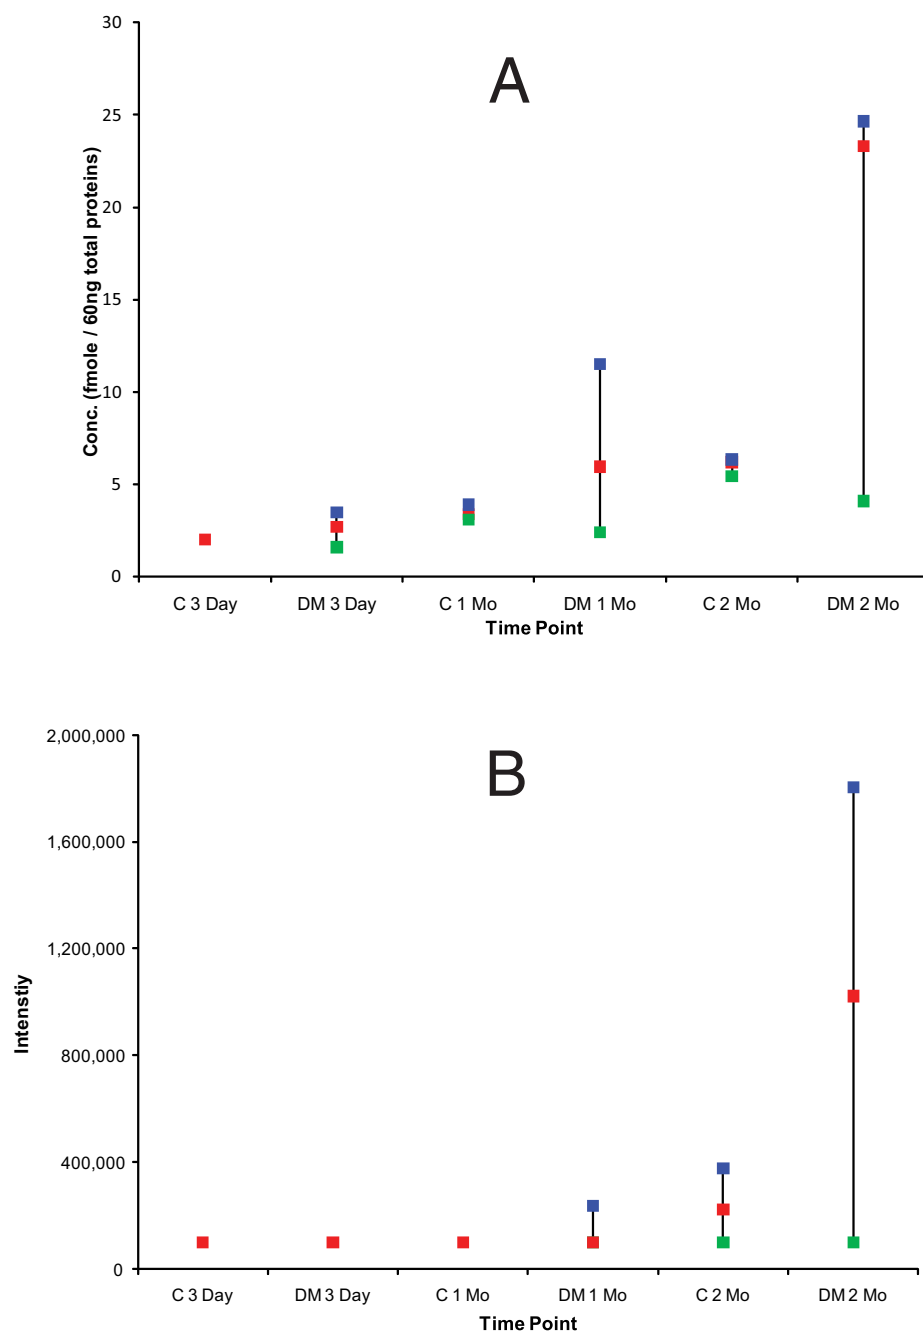 A
30
25
20
15
10
5
0
Conc. (fmole / 60ng total proteins)
C 3 Day DM 3 Day C 1 Mo DM 1 Mo C 2 Mo DM 2 Mo
Time Point
B
2,000,000
1,600,000
1,200,000
800,000
400,000
0
Intenstiy
C 3 Day DM 3 Day C 1 Mo DM 1 Mo C 2 Mo DM 2 Mo
Time Point